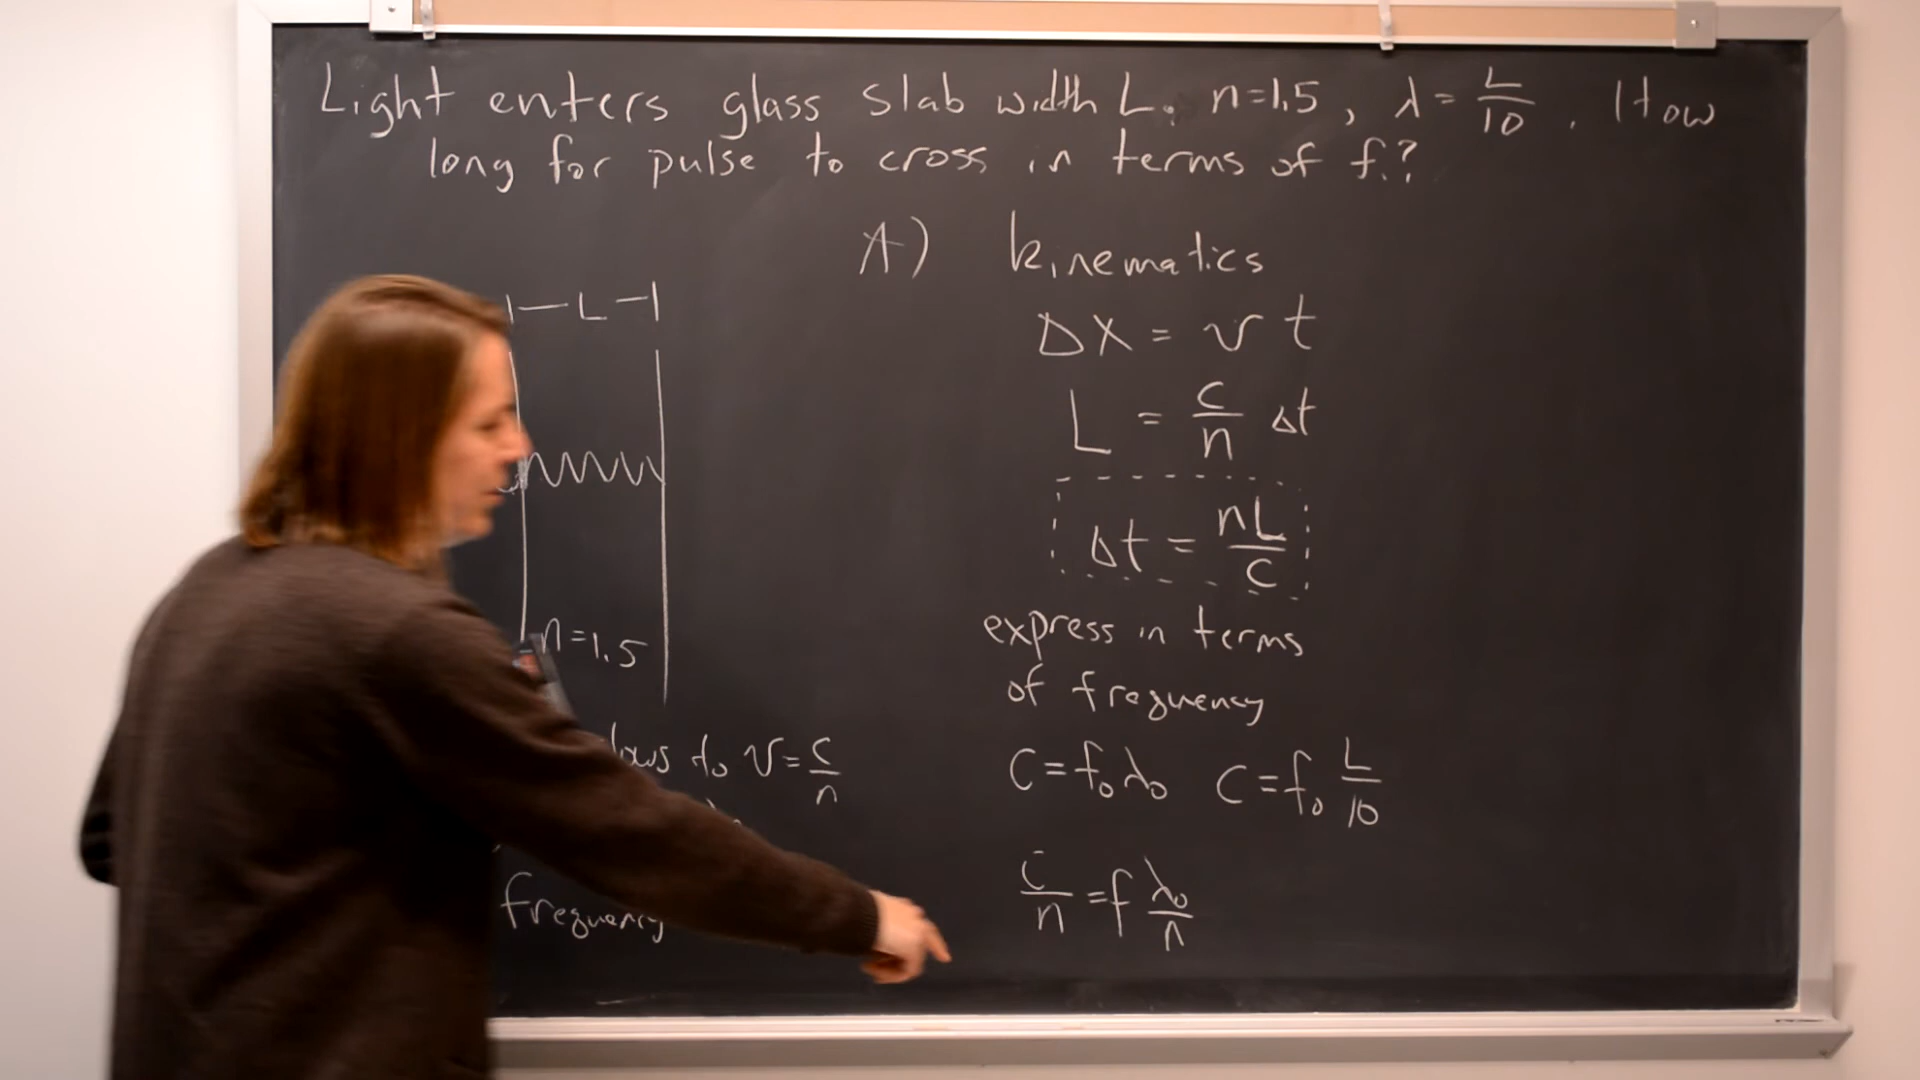 Light enters glass slab width L. n=1.5, λ=L/10. How
long for pulse to cross in terms of f.?
A) kinematics
Δx = v t
L = c/n Δt
Δt = nL/c
express in terms
of frequency
C=f₀λ₀ C=f₀ L/10
c/n = f λ₀/n
|—L—|
n=1.5
to v=c/n
frequency